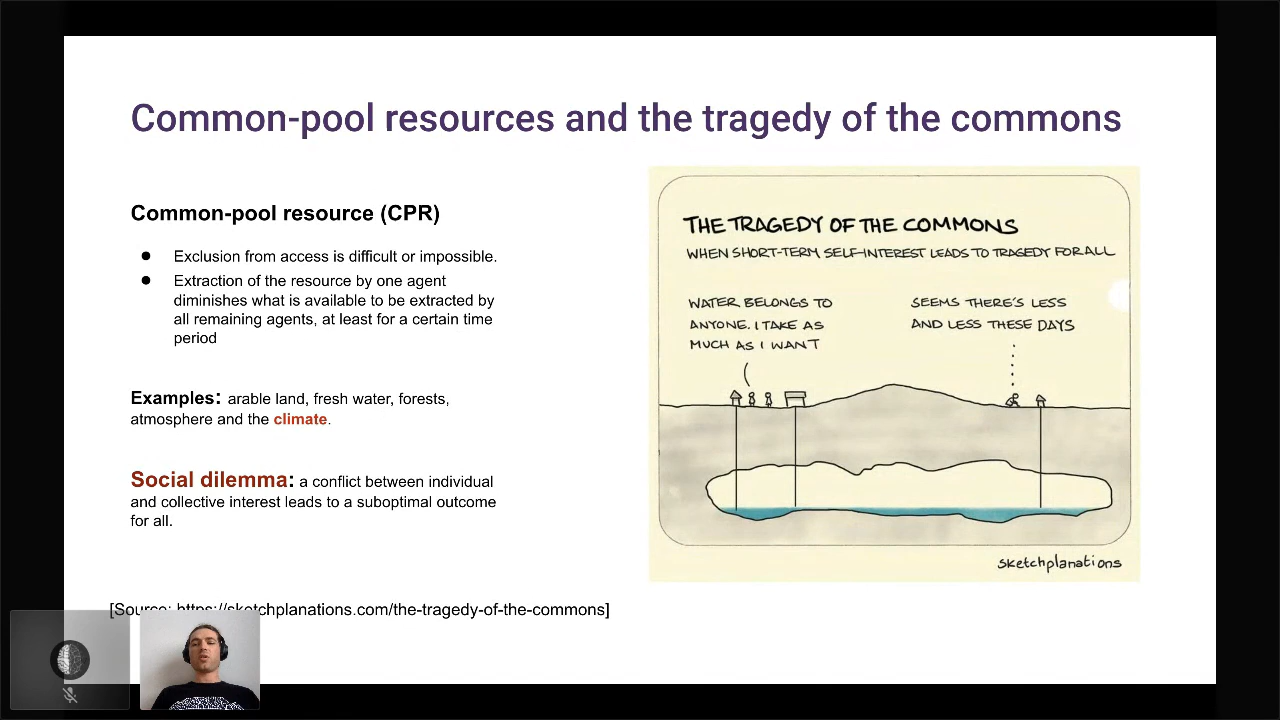 Common-pool resources and the tragedy of the commons
Common-pool resource (CPR)
● Exclusion from access is difficult or impossible.
● Extraction of the resource by one agent
diminishes what is available to be extracted by
all remaining agents, at least for a certain time
period
Examples: arable land, fresh water, forests,
atmosphere and the climate.
Social dilemma: a conflict between individual
and collective interest leads to a suboptimal outcome
for all.
THE TRAGEDY OF THE COMMONS
WHEN SHORT-TERM SELF-INTEREST LEADS TO TRAGEDY FOR ALL
WATER BELONGS TO
ANYONE. I TAKE AS
MUCH AS I WANT
SEEMS THERE'S LESS
AND LESS THESE DAYS
sketchplanations
[Source: https://sketchplanations.com/the-tragedy-of-the-commons]